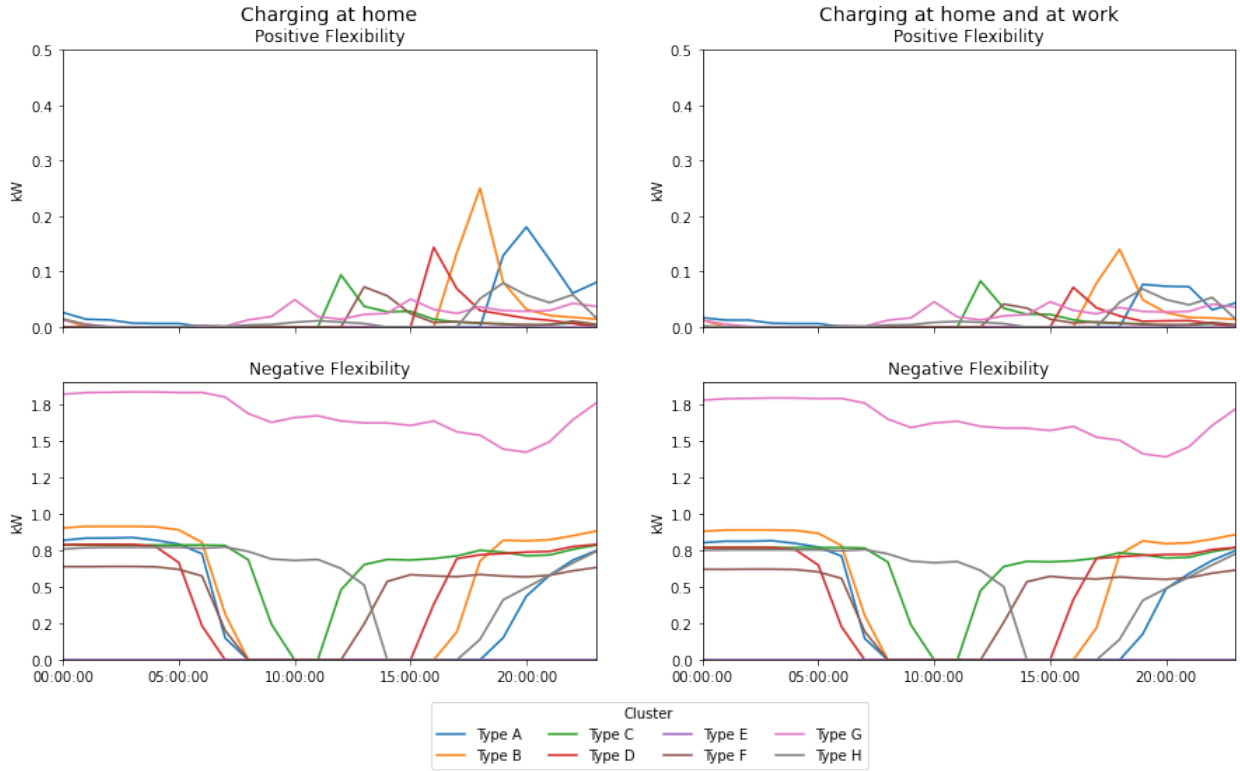 Charging at home
Charging at home and at work
Positive Flexibility
Positive Flexibility
0.5
0.4
0.3
0.2
0.1
0.0
kW
0.5
0.4
0.3
0.2
0.1
0.0
kW
Negative Flexibility
Negative Flexibility
1.8
1.5
1.2
1.0
0.8
0.5
0.2
0.0
kW
1.8
1.5
1.2
1.0
0.8
0.5
0.2
0.0
kW
00:00:00 05:00:00 10:00:00 15:00:00 20:00:00
00:00:00 05:00:00 10:00:00 15:00:00 20:00:00
Cluster
Type A Type C Type E Type G
Type B Type D Type F Type H